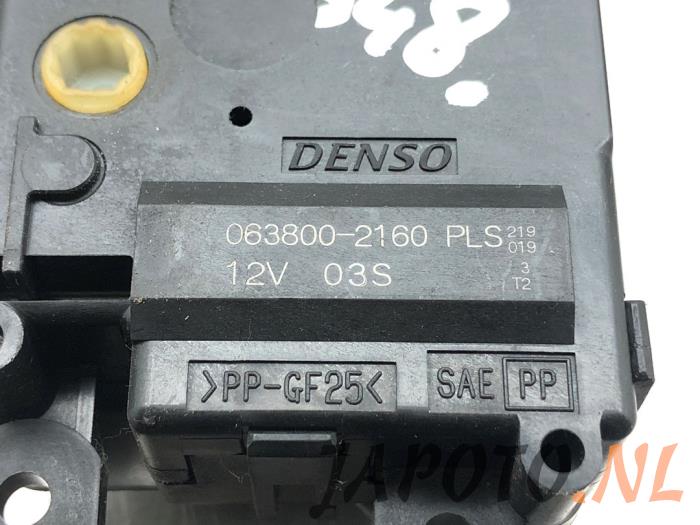 DENSO
063800-2160 PLS 219
019
12V 03S 3
T2
>PP-GF25< SAE PP
JAPOTO.NL